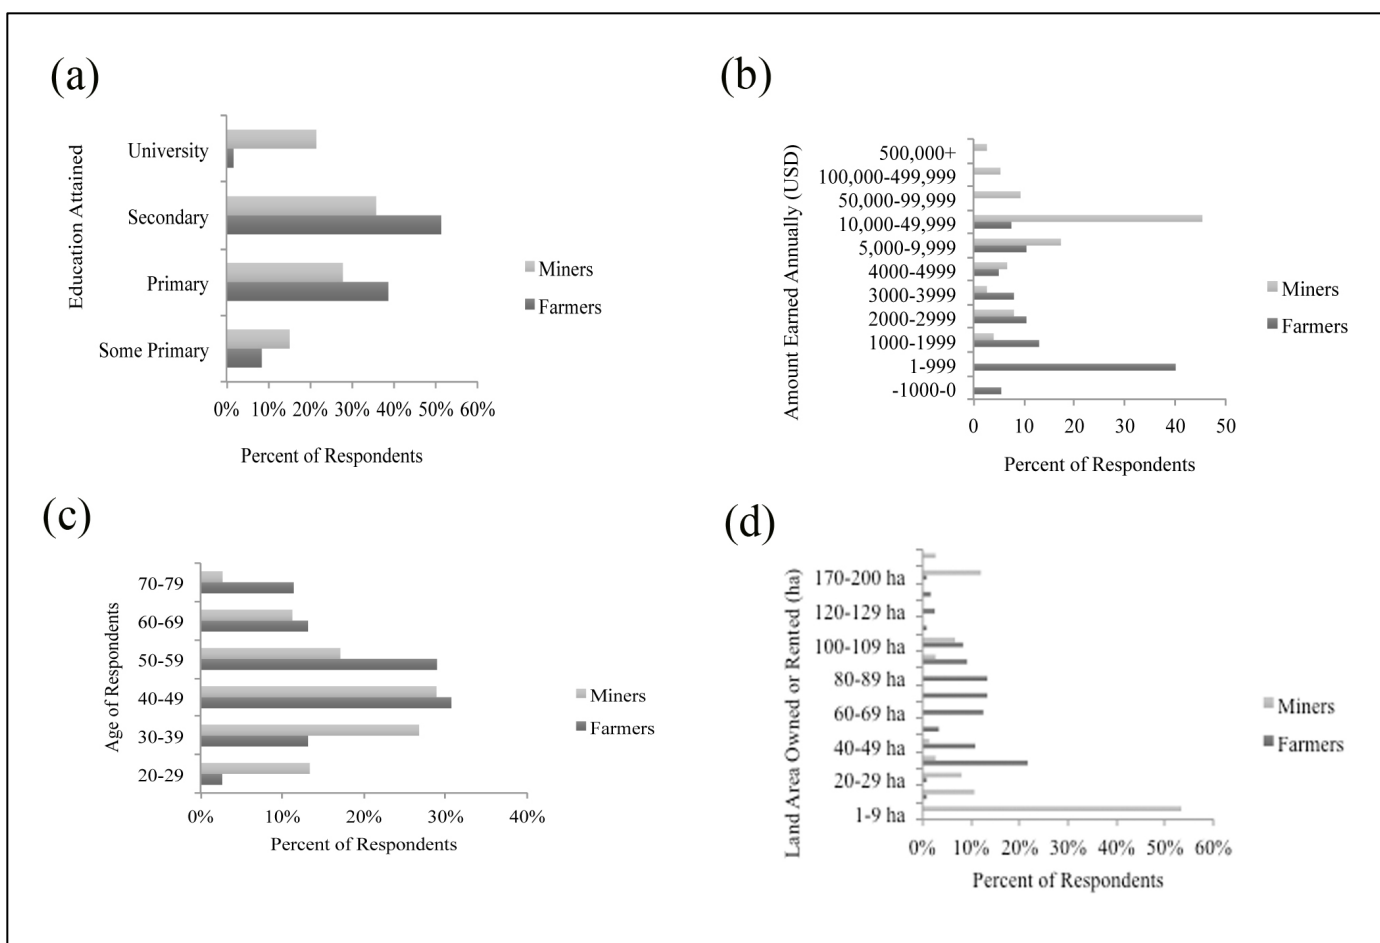 (a)
Education Attained
University
Secondary
Primary
Some Primary
0% 10% 20% 30% 40% 50% 60%
Percent of Respondents
Miners
Farmers
(b)
Amount Earned Annually (USD)
500,000+
100,000-499,999
50,000-99,999
10,000-49,999
5,000-9,999
4000-4999
3000-3999
2000-2999
1000-1999
1-999
-1000-0
0 10 20 30 40 50
Percent of Respondents
Miners
Farmers
(c)
Age of Respondents
70-79
60-69
50-59
40-49
30-39
20-29
0% 10% 20% 30% 40%
Percent of Respondents
Miners
Farmers
(d)
Land Area Owned or Rented (ha)
170-200 ha
120-129 ha
100-109 ha
80-89 ha
60-69 ha
40-49 ha
20-29 ha
1-9 ha
0% 10% 20% 30% 40% 50% 60%
Percent of Respondents
Miners
Farmers